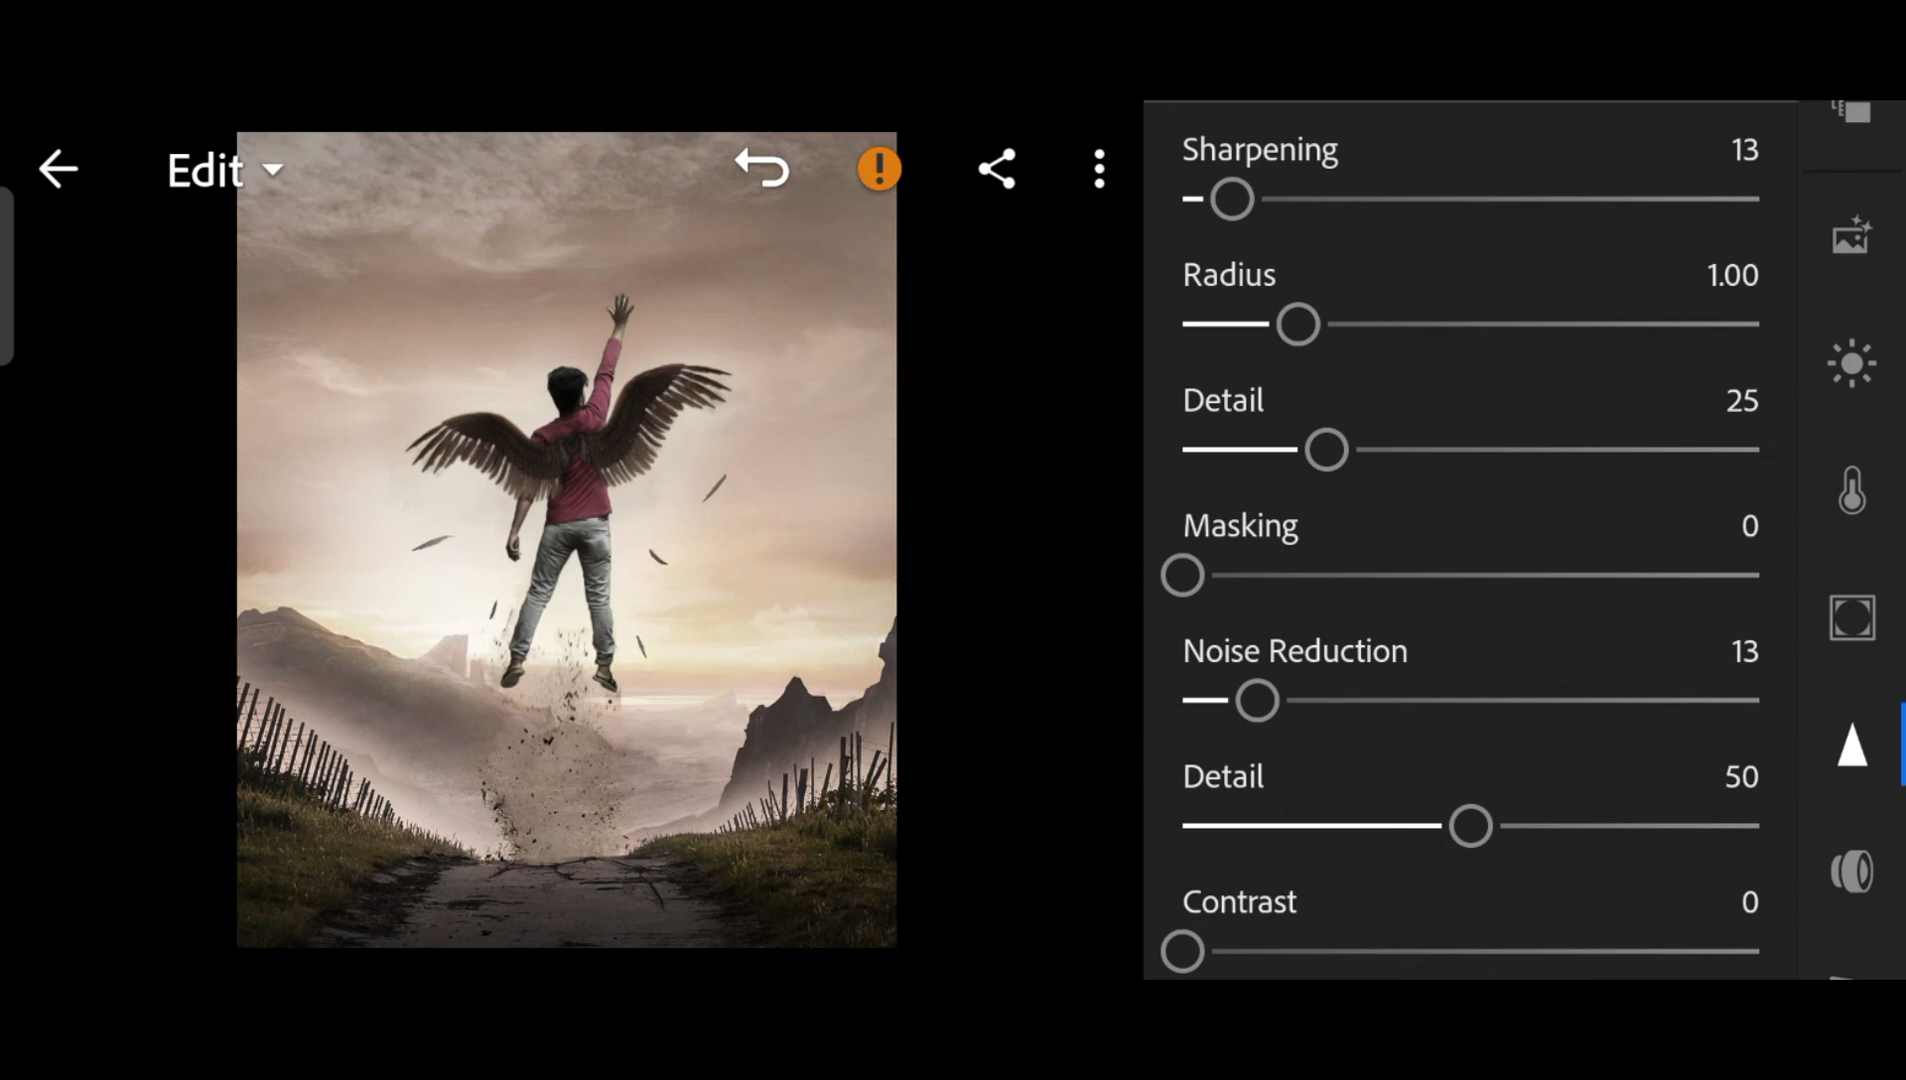 Edit
Sharpening 13
Radius 1.00
Detail 25
Masking 0
Noise Reduction 13
Detail 50
Contrast 0